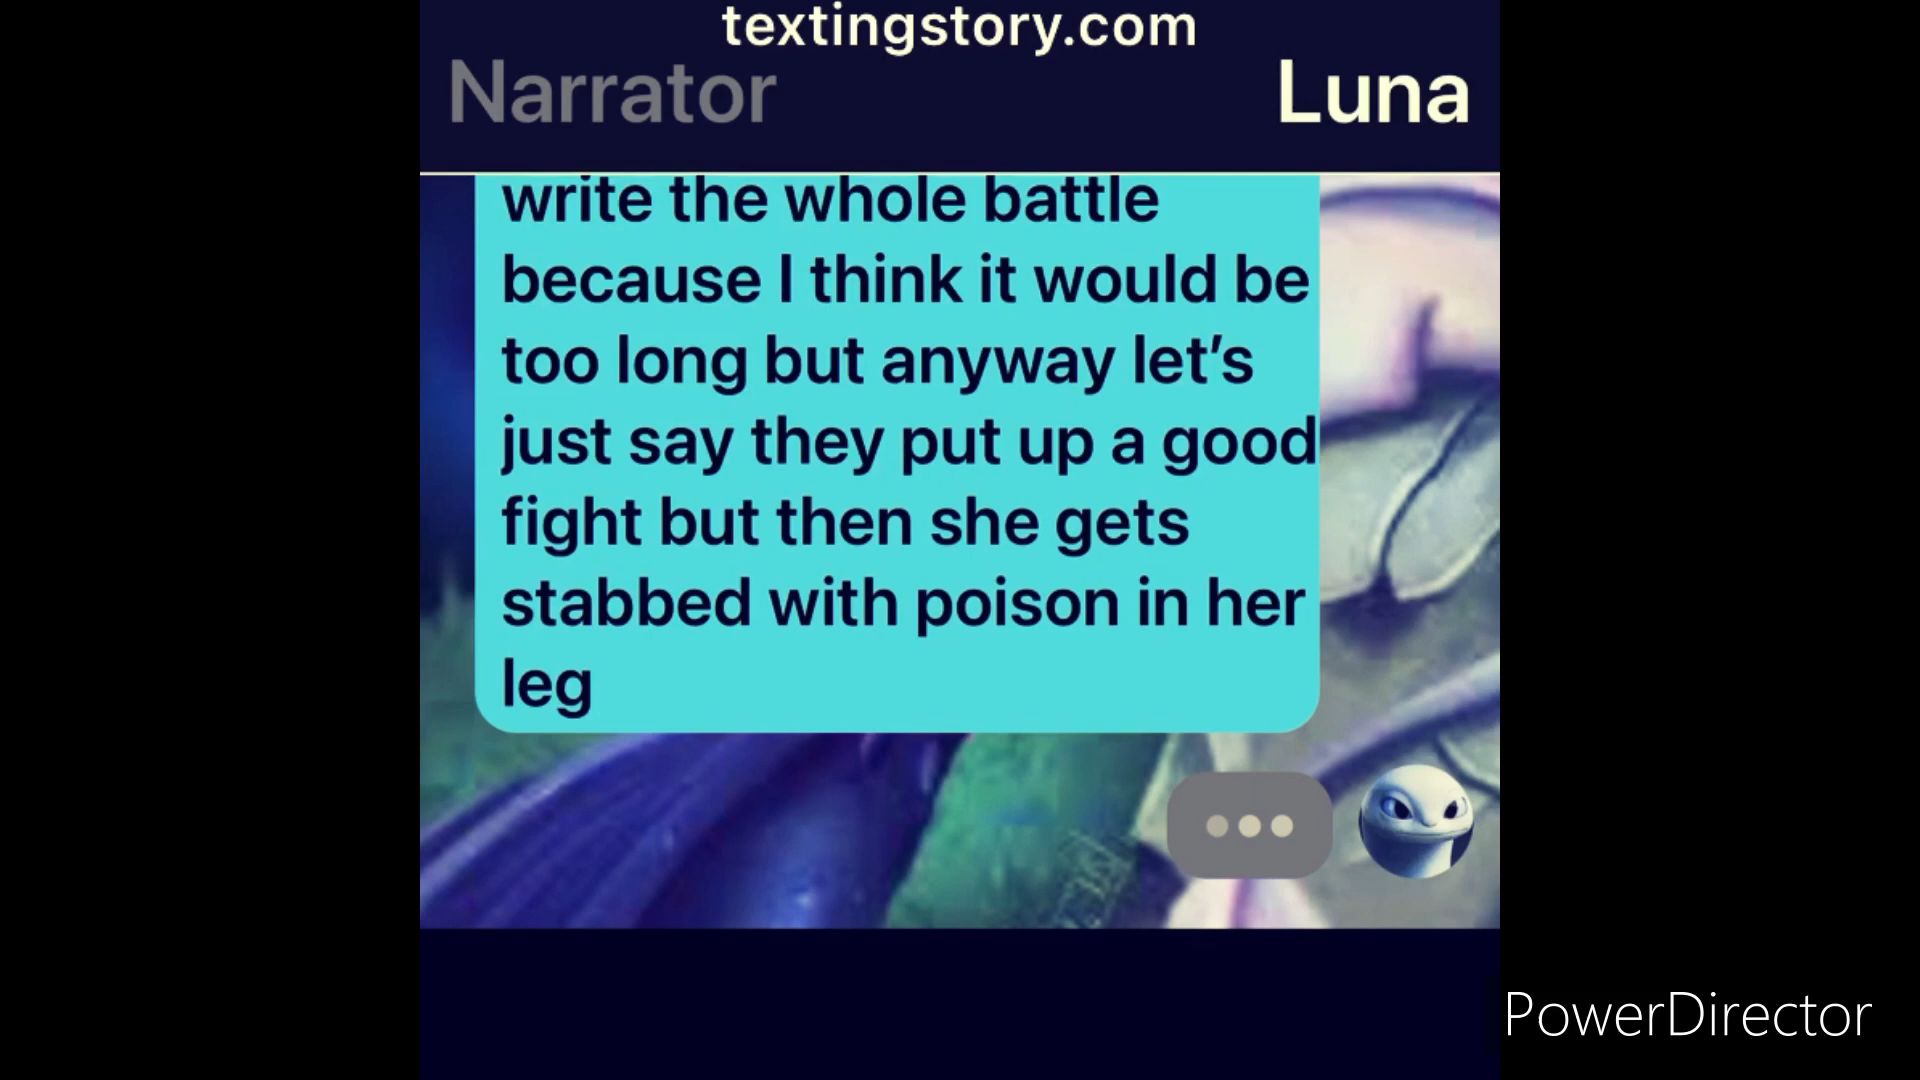 textingstory.com
Narrator
Luna
write the whole battle
because I think it would be
too long but anyway let’s
just say they put up a good
fight but then she gets
stabbed with poison in her
leg
PowerDirector